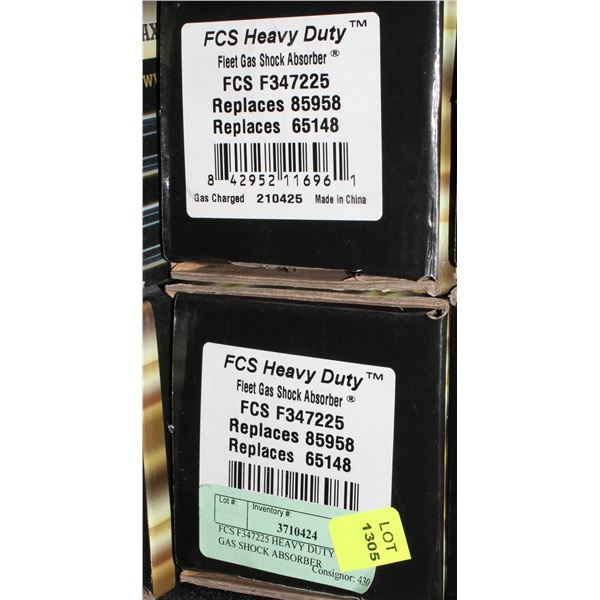 AX
W
FCS Heavy Duty™
Fleet Gas Shock Absorber®
FCS F347225
Replaces 85958
Replaces 65148
8 42952 11696 1
Gas Charged 210425 Made in China
FCS Heavy Duty™
Fleet Gas Shock Absorber®
FCS F347225
Replaces 85958
Replaces 65148
Lot #: Inventory #:
3710424
FCS F347225 HEAVY DUTY
GAS SHOCK ABSORBER
Consignor: 430
LOT
1305